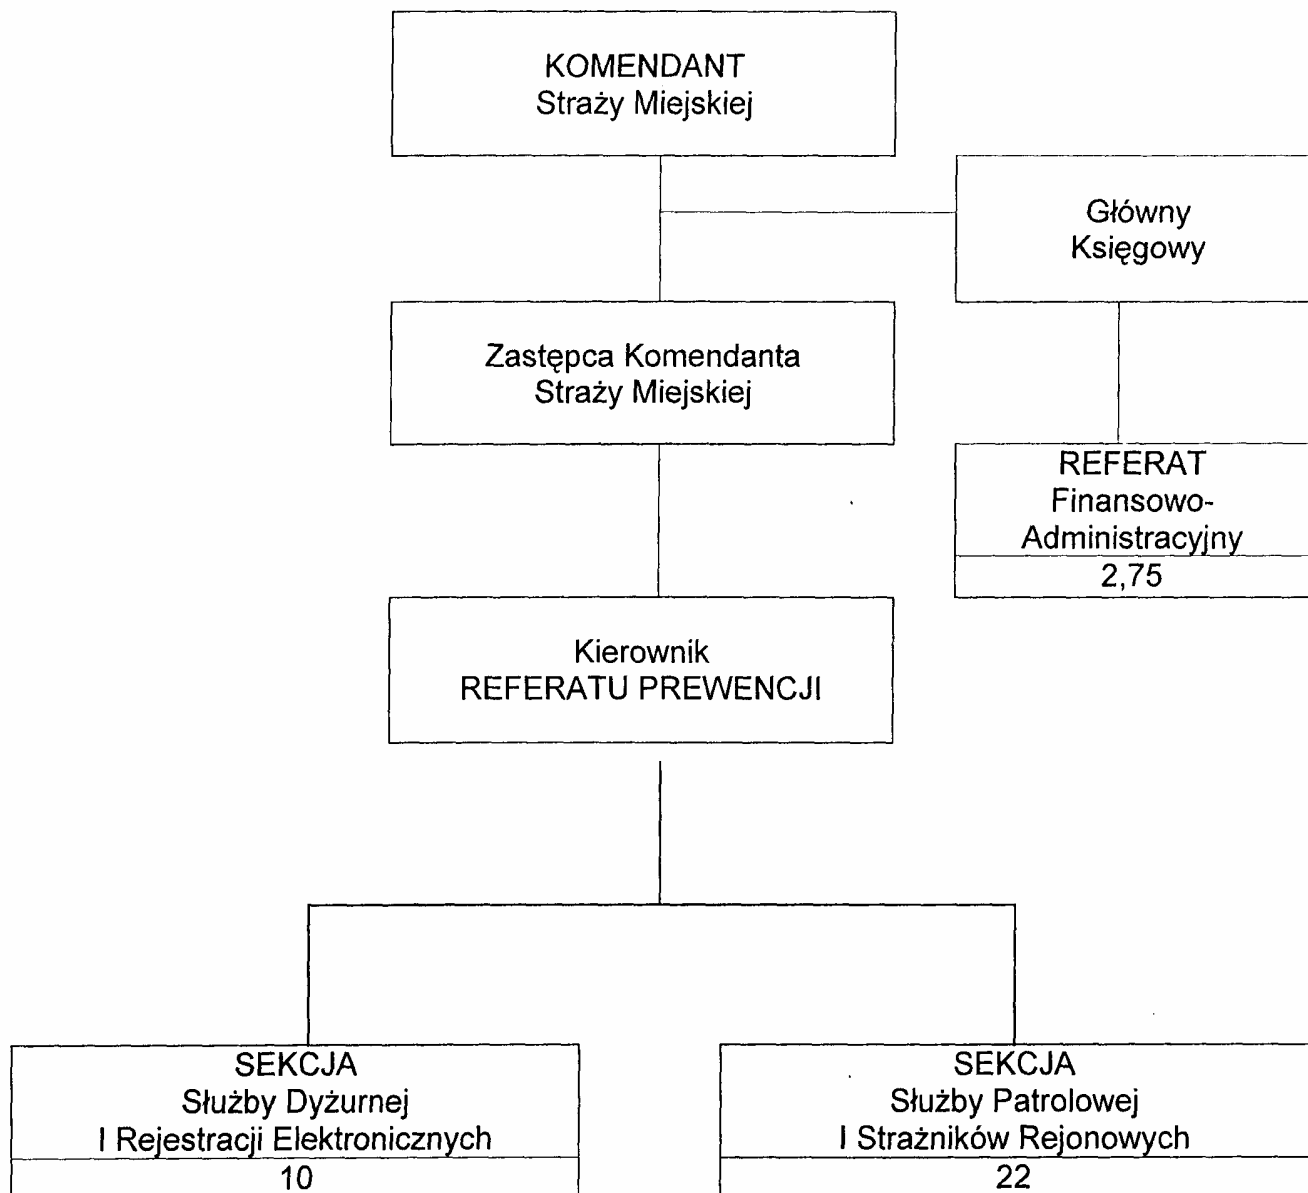 KOMENDANT
Straży Miejskiej
Główny
Księgowy
Zastępca Komendanta
Straży Miejskiej
REFERAT
Finansowo-
Administracyjny
2,75
Kierownik
REFERATU PREWENCJI
SEKCJA
Służby Dyżurnej
I Rejestracji Elektronicznych
10
SEKCJA
Służby Patrolowej
I Strażników Rejonowych
22